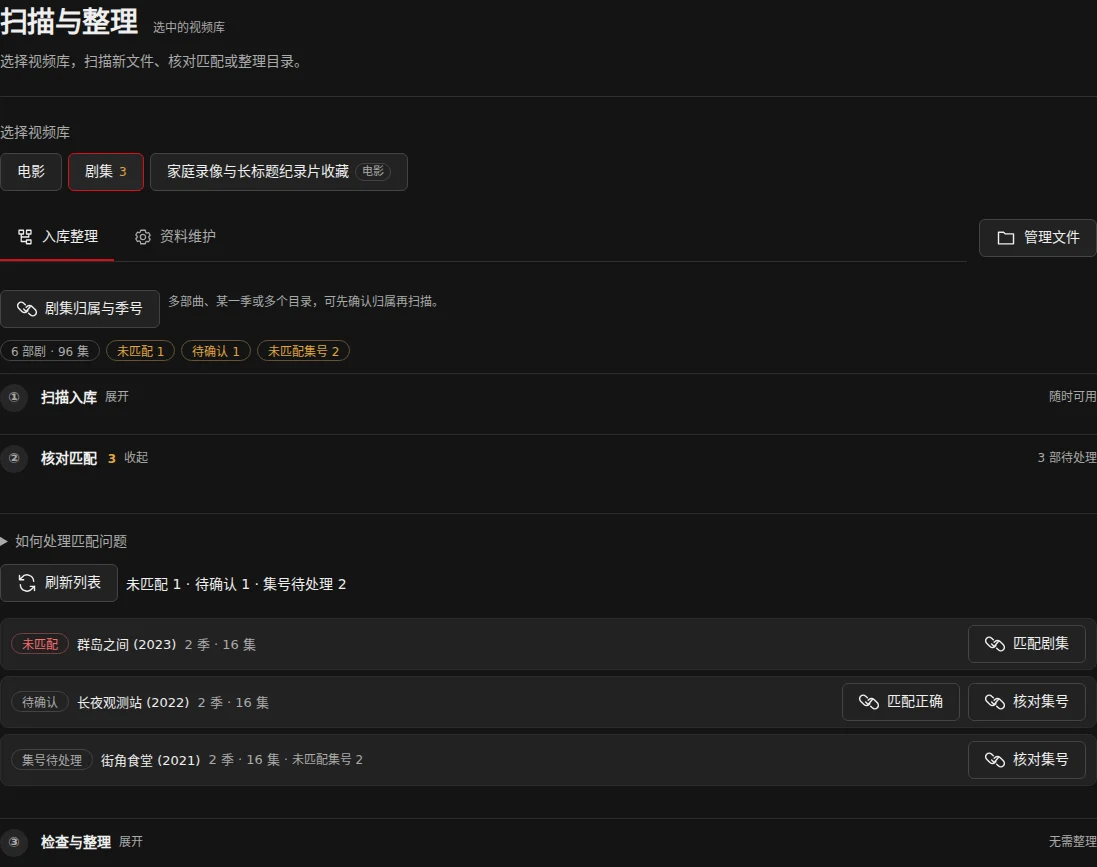 扫描与整理 选中的视频库
选择视频库，扫描新文件、核对匹配或整理目录。
选择视频库
电影 剧集 3 家庭录像与长标题纪录片收藏 电影
入库整理 资料维护 管理文件
剧集归属与季号 多部曲、某一季或多个目录，可先确认归属再扫描。
6 部剧 · 96 集 未匹配 1 待确认 1 未匹配集号 2
① 扫描入库 展开 随时可用
② 核对匹配 3 收起 3 部待处理
如何处理匹配问题
刷新列表 未匹配 1 · 待确认 1 · 集号待处理 2
未匹配 群岛之间 (2023) 2 季 · 16 集 匹配剧集
待确认 长夜观测站 (2022) 2 季 · 16 集 匹配正确 核对集号
集号待处理 街角食堂 (2021) 2 季 · 16 集 · 未匹配集号 2 核对集号
③ 检查与整理 展开 无需整理